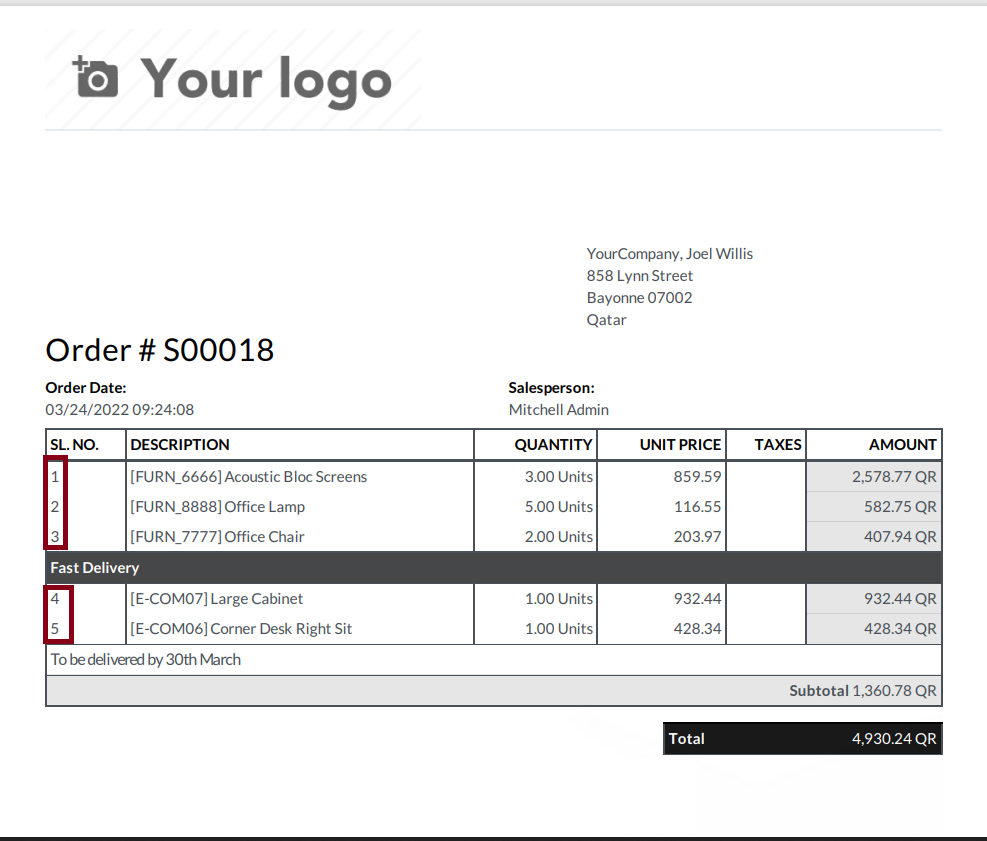 Your logo
YourCompany, Joel Willis
858 Lynn Street
Bayonne 07002
Qatar
Order # S00018
Order Date: Salesperson:
03/24/2022 09:24:08 Mitchell Admin
SL. NO. DESCRIPTION QUANTITY UNIT PRICE TAXES AMOUNT
1 [FURN_6666] Acoustic Bloc Screens 3.00 Units 859.59 2,578.77 QR
2 [FURN_8888] Office Lamp 5.00 Units 116.55 582.75 QR
3 [FURN_7777] Office Chair 2.00 Units 203.97 407.94 QR
Fast Delivery
4 [E-COM07] Large Cabinet 1.00 Units 932.44 932.44 QR
5 [E-COM06] Corner Desk Right Sit 1.00 Units 428.34 428.34 QR
To be delivered by 30th March
Subtotal 1,360.78 QR
Total 4,930.24 QR